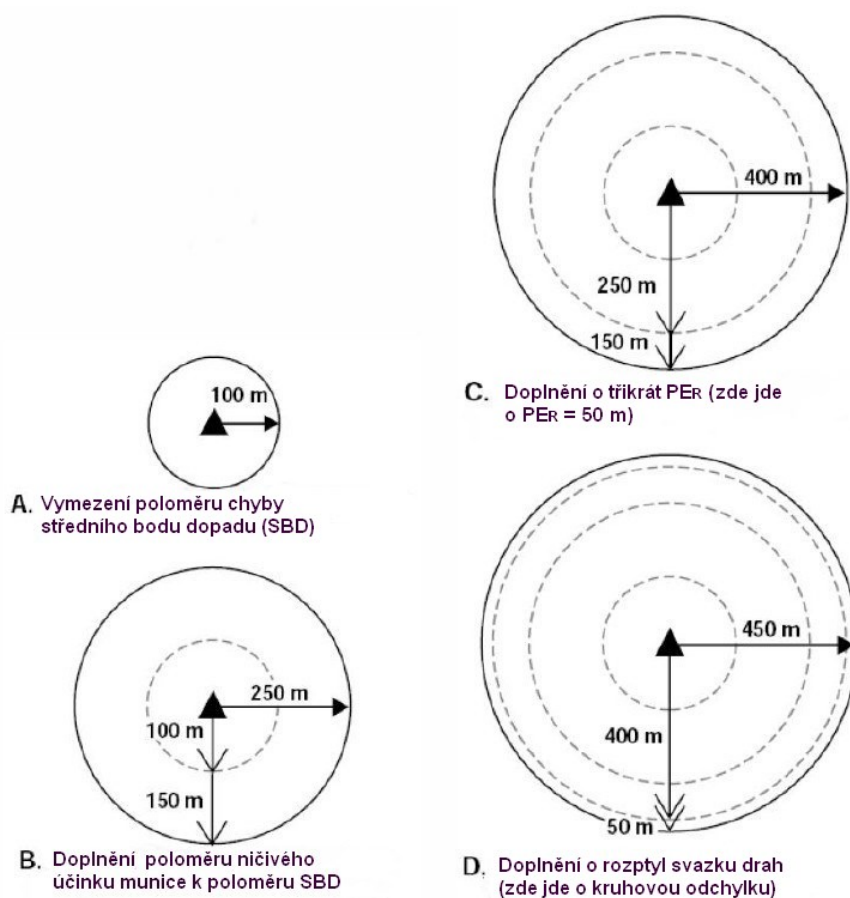 100 m
A. Vymezení poloměru chyby
středního bodu dopadu (SBD)
250 m
100 m
150 m
B. Doplnění poloměru ničivého
účinku munice k poloměru SBD
400 m
250 m
150 m
C. Doplnění o třikrát PER (zde jde
o PER = 50 m)
450 m
400 m
50 m
D. Doplnění o rozptyl svazku drah
(zde jde o kruhovou odchylku)